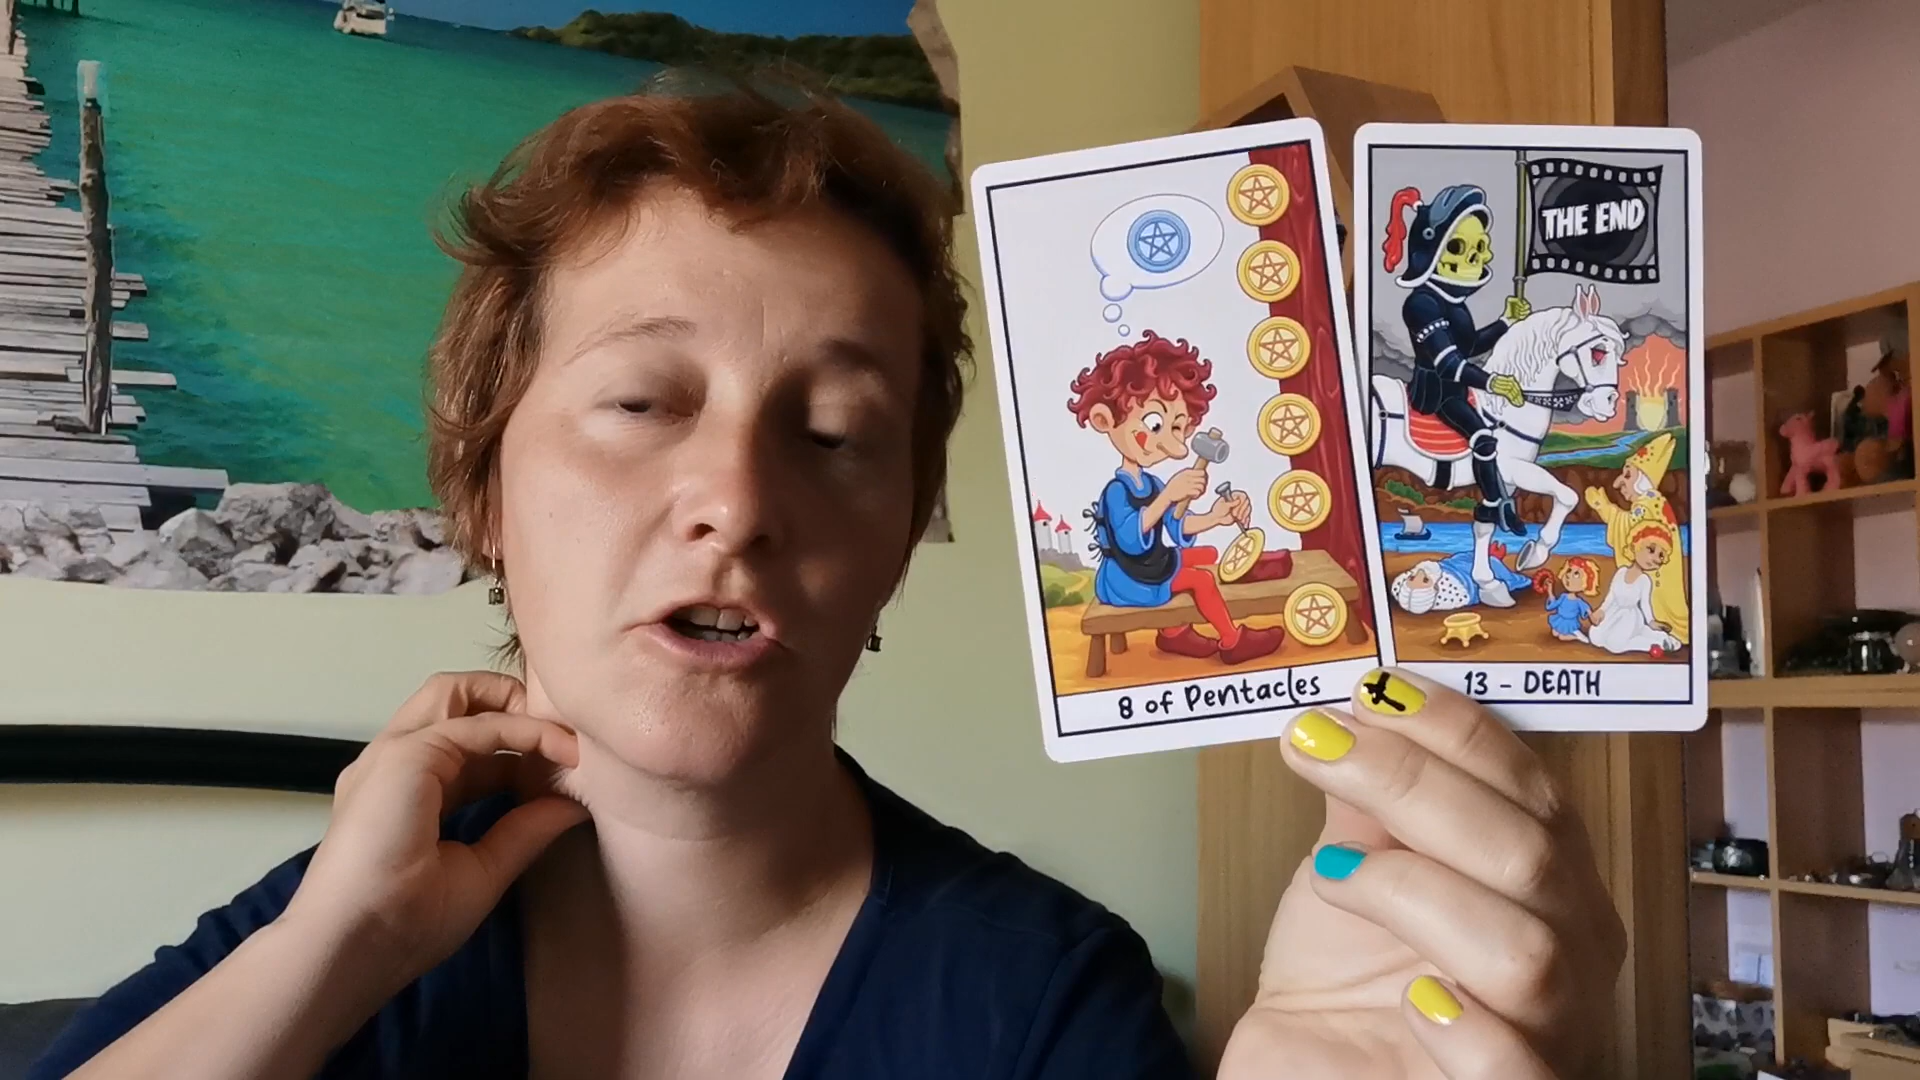 THE END
8 of Pentacles
13 - DEATH